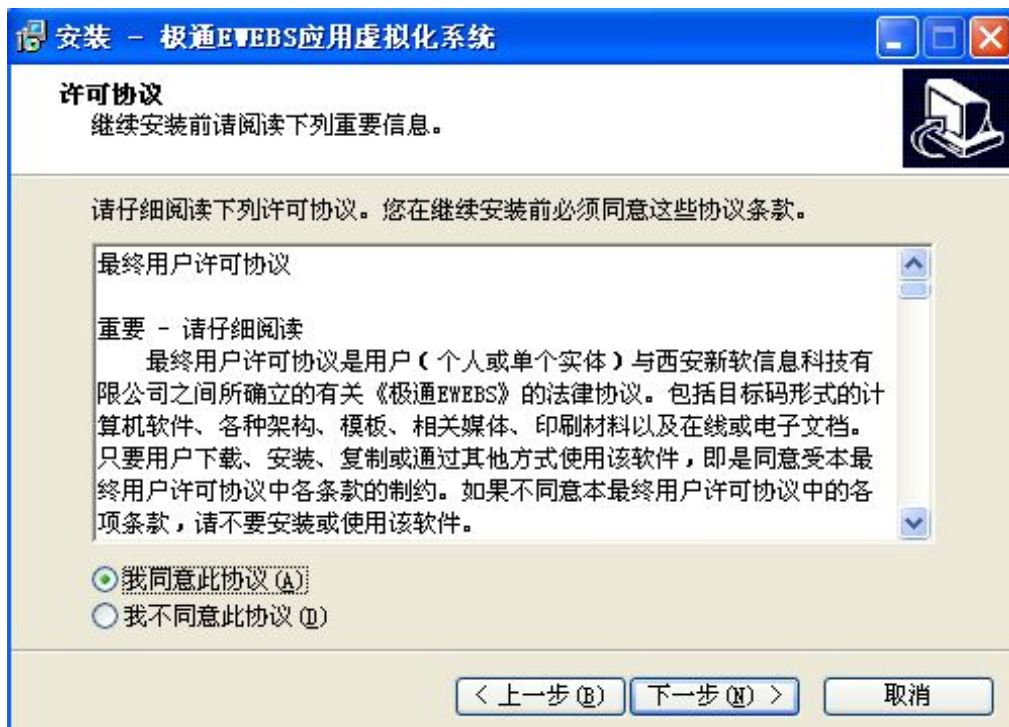 安装 - 极通EWEBS应用虚拟化系统
许可协议
继续安装前请阅读下列重要信息。
请仔细阅读下列许可协议。您在继续安装前必须同意这些协议条款。
最终用户许可协议
重要 - 请仔细阅读
最终用户许可协议是用户(个人或单个实体)与西安新软信息科技有
限公司之间所确立的有关《极通EWEBS》的法律协议。包括目标码形式的计
算机软件、各种架构、模板、相关媒体、印刷材料以及在线或电子文档。
只要用户下载、安装、复制或通过其他方式使用该软件,即是同意受本最
终用户许可协议中各条款的制约。如果不同意本最终用户许可协议中的各
项条款,请不要安装或使用该软件。
我同意此协议(A)
我不同意此协议(D)
< 上一步(B) 下一步(N) > 取消